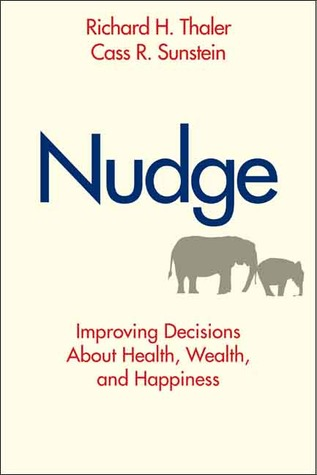 Richard H. Thaler
Cass R. Sunstein
Nudge
Improving Decisions
About Health, Wealth,
and Happiness